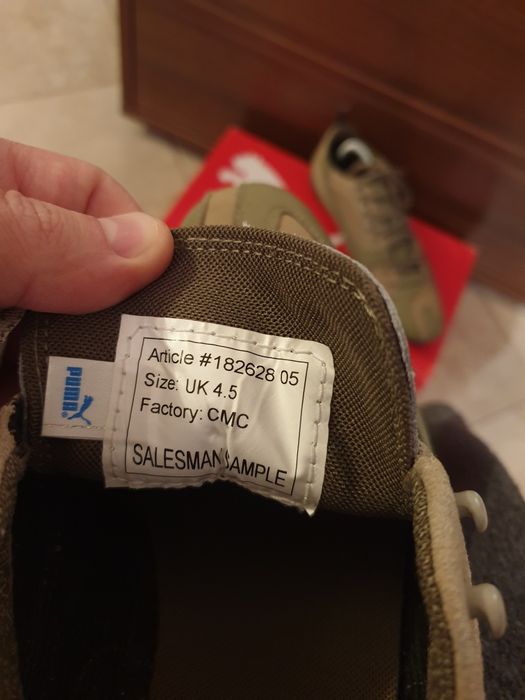 puma
Article #182628 05
Size: UK 4.5
Factory: CMC
SALESMAN SAMPLE